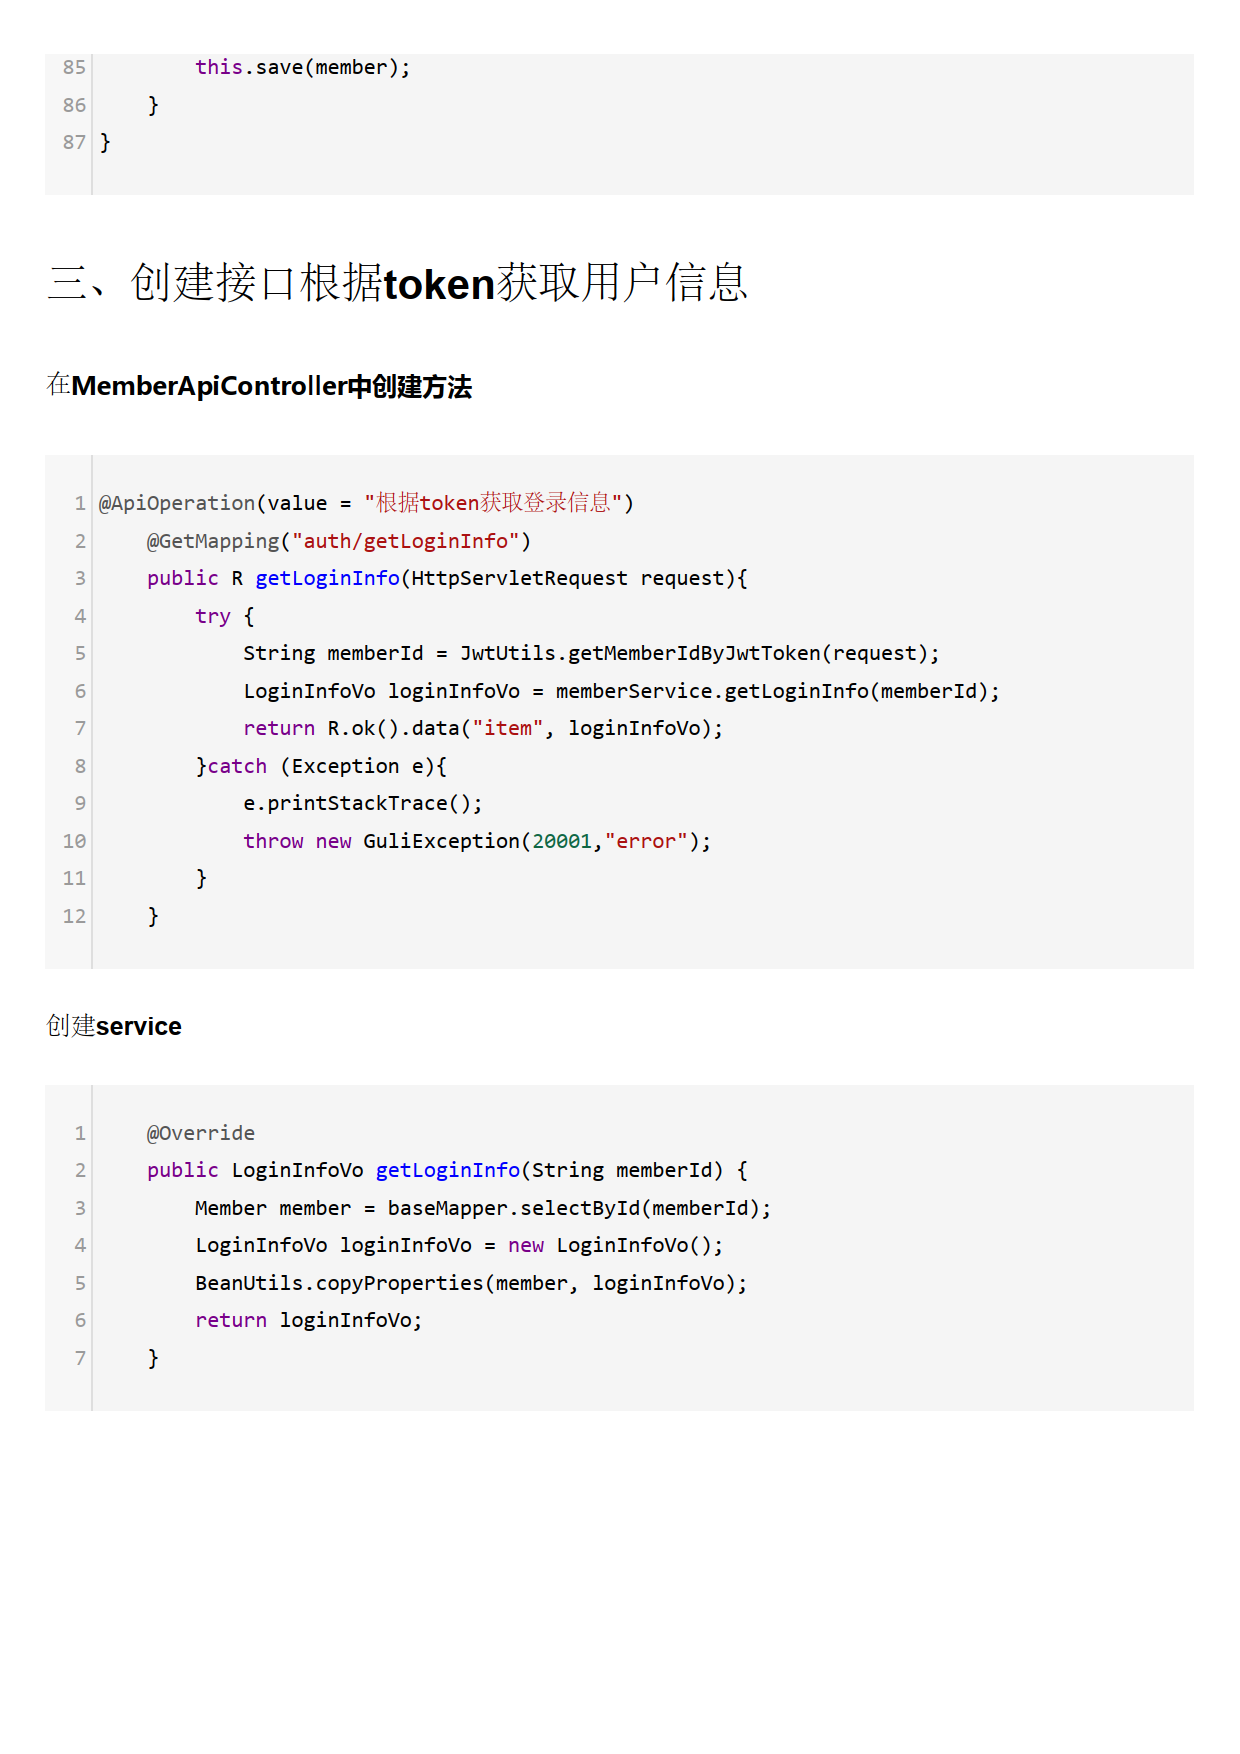 85         this.save(member);
86     }
87 }
三、创建接口根据token获取用户信息
在MemberApiController中创建方法
1 @ApiOperation(value = "根据token获取登录信息")
2     @GetMapping("auth/getLoginInfo")
3     public R getLoginInfo(HttpServletRequest request){
4         try {
5             String memberId = JwtUtils.getMemberIdByJwtToken(request);
6             LoginInfoVo loginInfoVo = memberService.getLoginInfo(memberId);
7             return R.ok().data("item", loginInfoVo);
8         }catch (Exception e){
9             e.printStackTrace();
10             throw new GuliException(20001,"error");
11         }
12     }
创建service
1     @Override
2     public LoginInfoVo getLoginInfo(String memberId) {
3         Member member = baseMapper.selectById(memberId);
4         LoginInfoVo loginInfoVo = new LoginInfoVo();
5         BeanUtils.copyProperties(member, loginInfoVo);
6         return loginInfoVo;
7     }